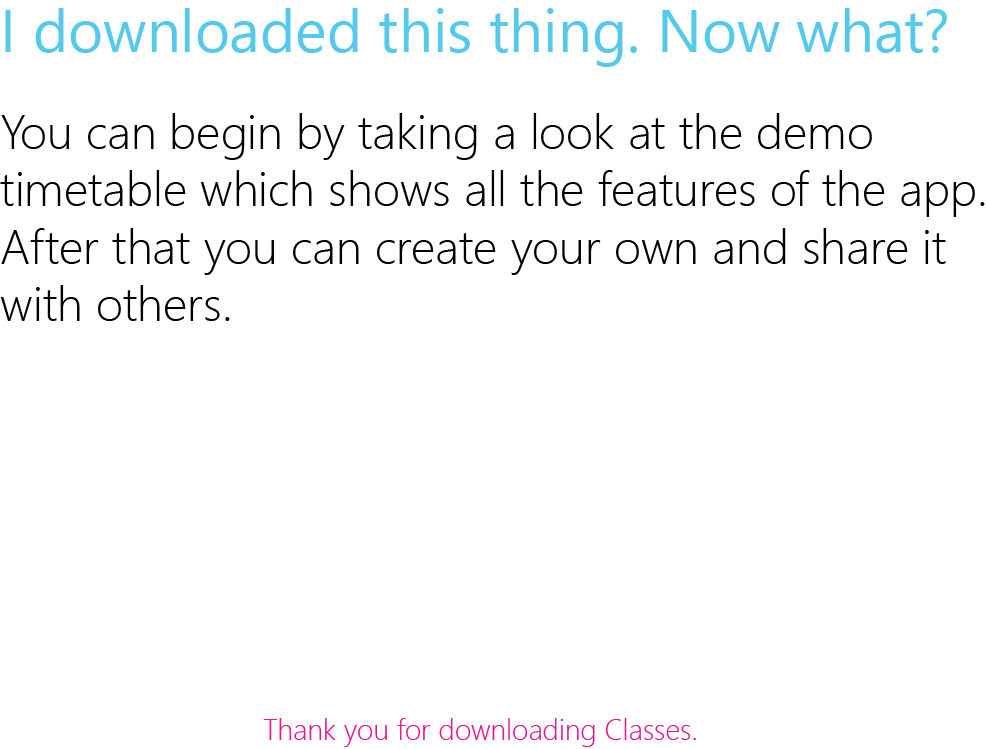 I downloaded this thing. Now what?
You can begin by taking a look at the demo
timetable which shows all the features of the app.
After that you can create your own and share it
with others.
Thank you for downloading Classes.